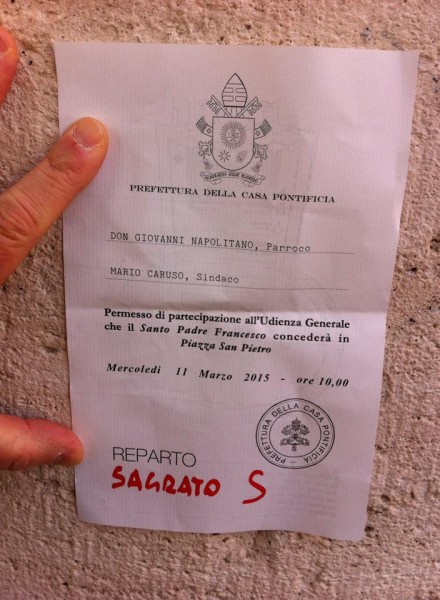 PREFETTURA DELLA CASA PONTIFICIA
DON GIOVANNI NAPOLITANO, Parroco
MARIO CARUSO, Sindaco
Permesso di partecipazione all'Udienza Generale
che il Santo Padre Francesco concederà in
Piazza San Pietro
Mercoledì 11 Marzo 2015 - ore 10,00
PREFETTURA DELLA CASA PONTIFICIA
REPARTO
SAGRATO S